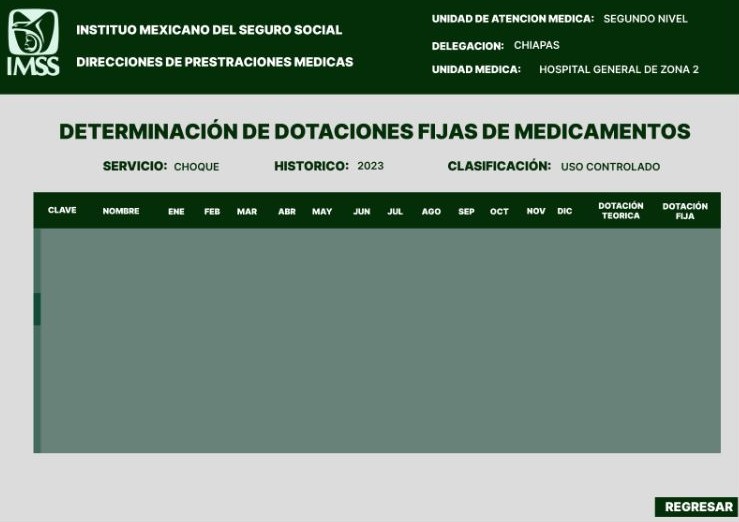 IMSS
INSTITUO MEXICANO DEL SEGURO SOCIAL
DIRECCIONES DE PRESTRACIONES MEDICAS
UNIDAD DE ATENCION MEDICA: SEGUNDO NIVEL
DELEGACION: CHIAPAS
UNIDAD MEDICA: HOSPITAL GENERAL DE ZONA 2
DETERMINACIÓN DE DOTACIONES FIJAS DE MEDICAMENTOS
SERVICIO: CHOQUE HISTORICO: 2023 CLASIFICACIÓN: USO CONTROLADO
CLAVE NOMBRE ENE FEB MAR ABR MAY JUN JUL AGO SEP OCT NOV DIC DOTACIÓN TEORICA DOTACIÓN FIJA
REGRESAR